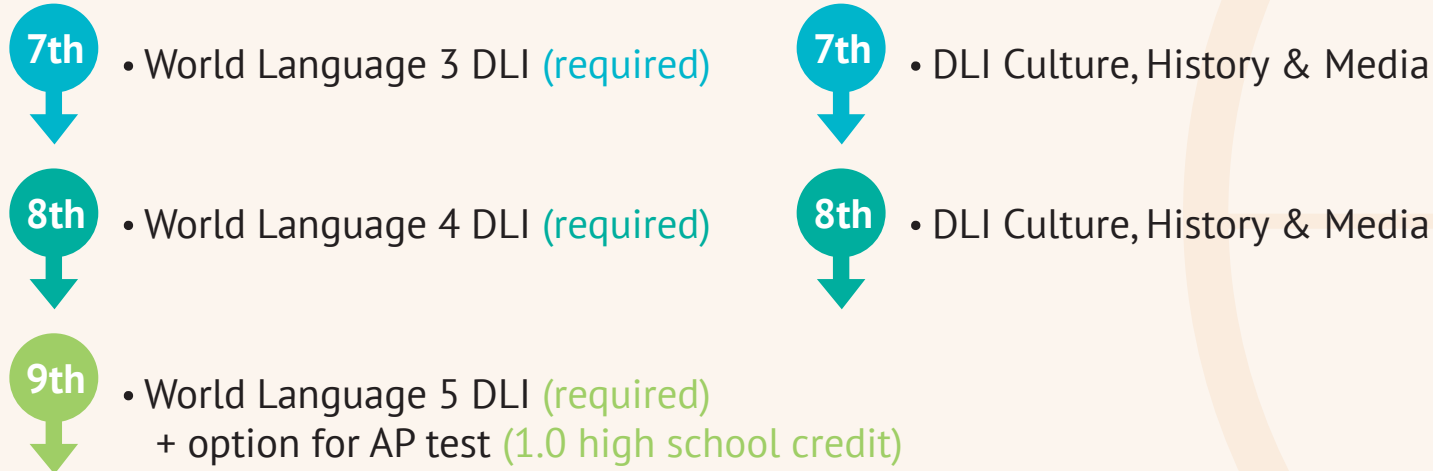 7th
• World Language 3 DLI (required)
8th
• World Language 4 DLI (required)
9th
• World Language 5 DLI (required)
+ option for AP test (1.0 high school credit)
7th
• DLI Culture, History & Media
8th
• DLI Culture, History & Media